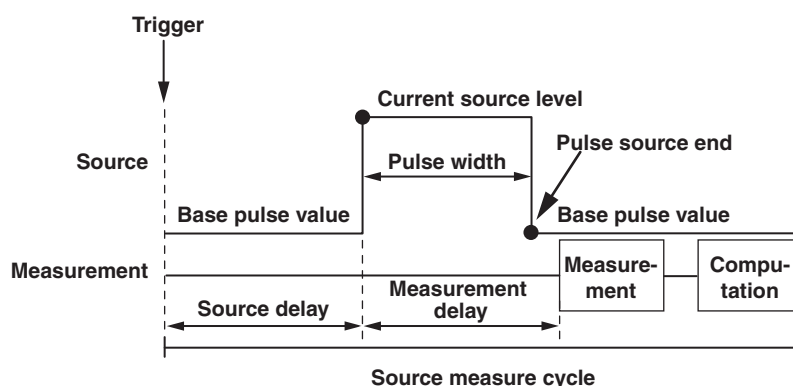 Trigger
Current source level
Pulse source end
Source
Pulse width
Base pulse value
Base pulse value
Measurement
Measure-
ment
Compu-
tation
Source delay
Measurement
delay
Source measure cycle